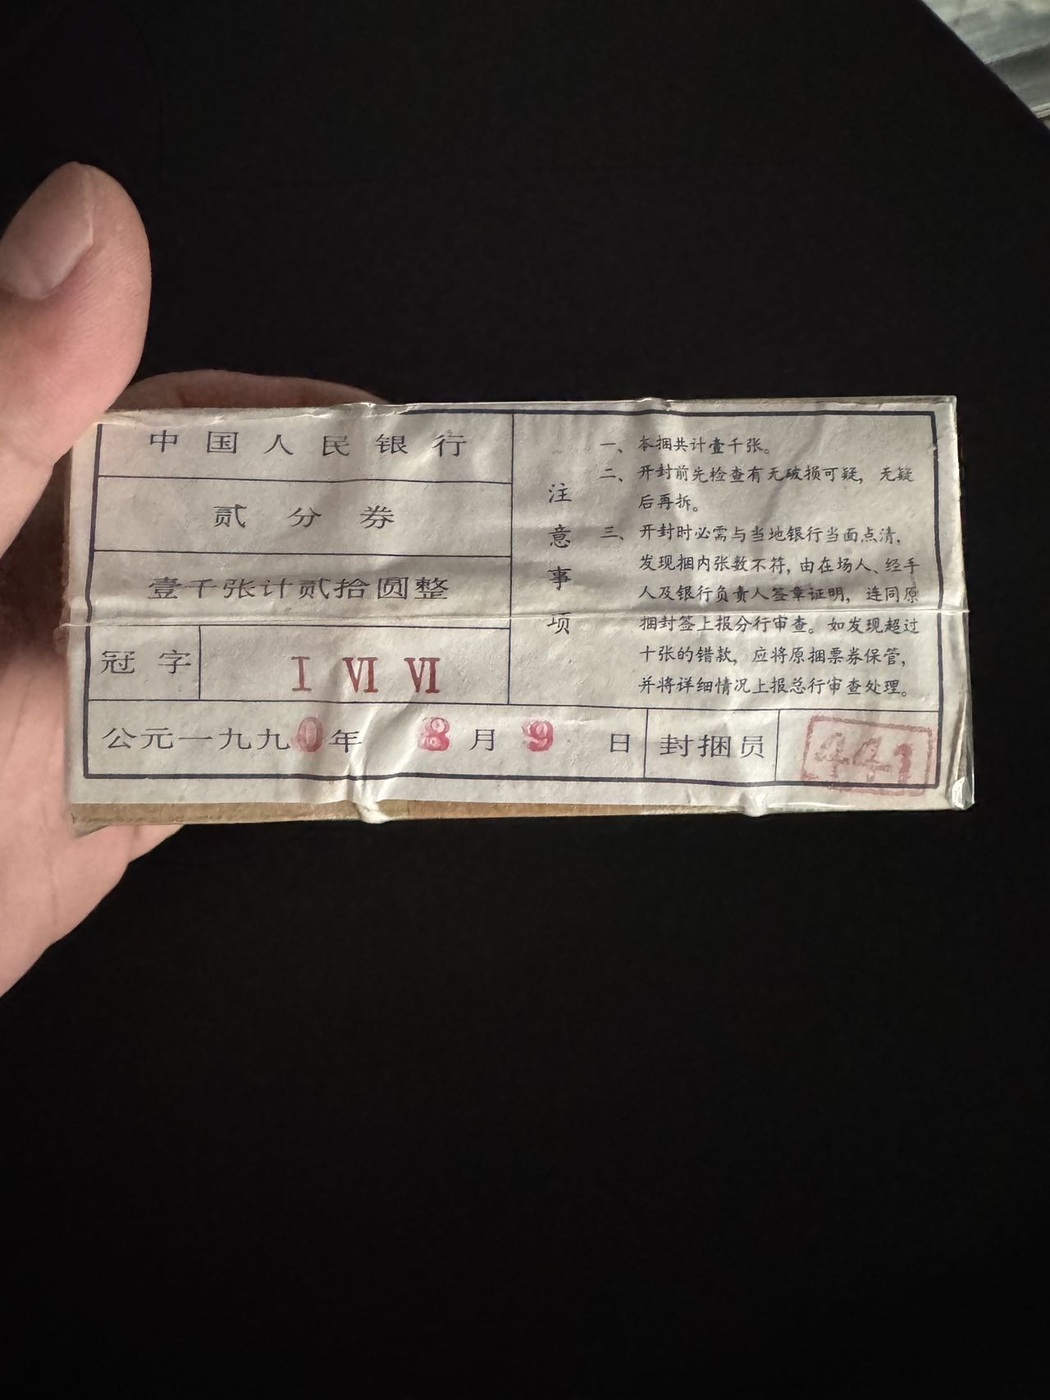 中国人民银行
贰分券
壹千张计贰拾圆整
冠字 I VI VI
公元一九九0年 8月9日 封捆员 441
注意事项
一、本捆共计壹千张。
二、开封前先检查有无破损可疑，无疑
后再拆。
三、开封时必需与当地银行当面点清，
发现捆内张数不符，由在场人、经手
人及银行负责人签章证明，连同原
捆封签上报分行审查。如发现超过
十张的错款，应将原捆票券保管，
并将详细情况上报总行审查处理。